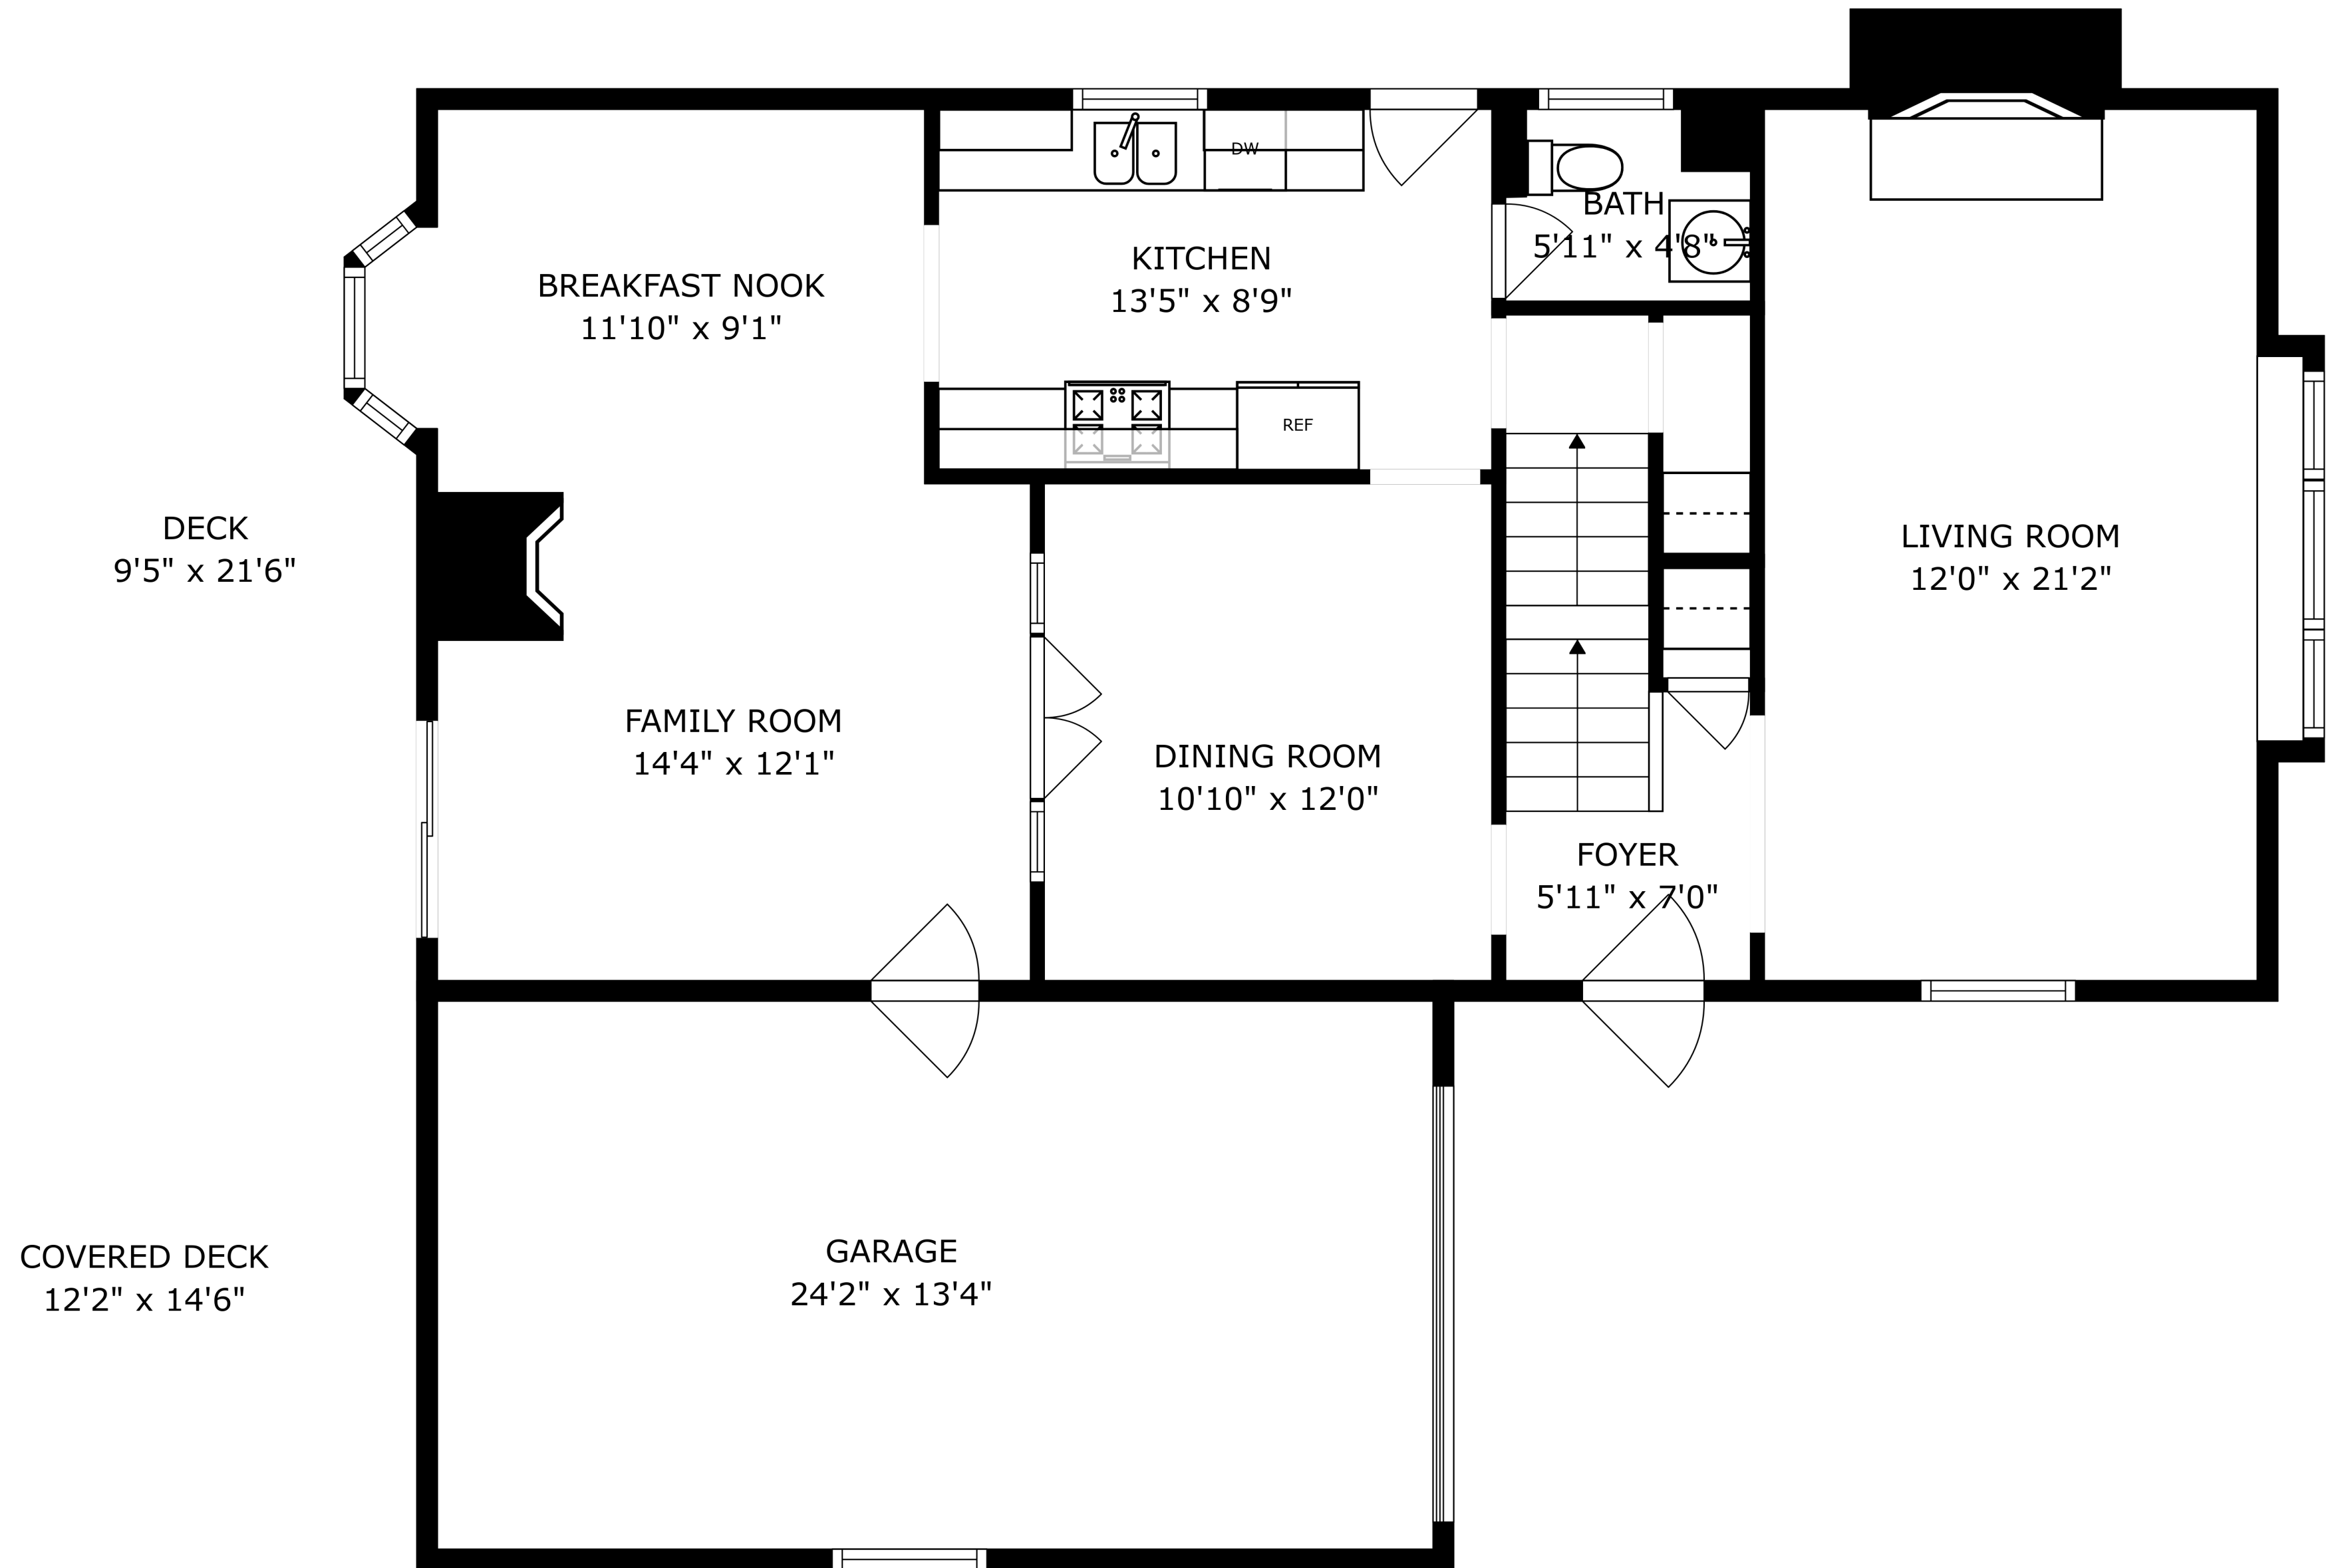 DW
BATH
5'11" x 4'8"
KITCHEN
13'5" x 8'9"
BREAKFAST NOOK
11'10" x 9'1"
REF
DECK
9'5" x 21'6"
LIVING ROOM
12'0" x 21'2"
FAMILY ROOM
14'4" x 12'1"
DINING ROOM
10'10" x 12'0"
FOYER
5'11" x 7'0"
GARAGE
24'2" x 13'4"
COVERED DECK
12'2" x 14'6"